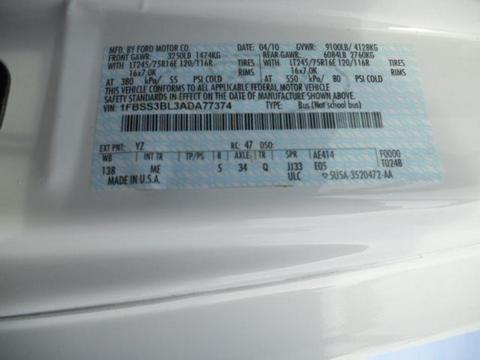 MFD. BY FORD MOTOR CO. 04/10 GVWR: 9100LB/ 4128KG
FRONT GAWR: 3250LB 1474KG REAR GAWR: 6084LB 2760KG
WITH LT245/75R16E 120/116R TIRES WITH LT245/75R16E 120/116R TIRES
16x7.0K RIMS 16x7.0K RIMS
AT 380 kPa/ 55 PSI COLD AT 550 kPa/ 80 PSI COLD
THIS VEHICLE CONFORMS TO ALL APPLICABLE FEDERAL MOTOR VEHICLE
SAFETY STANDARDS IN EFFECT ON THE DATE OF MANUFACTURE SHOWN ABOVE.
VIN: 1FBSS3BL3ADA77374 TYPE: Bus(Not school bus)
EXT PNT: YZ RC: 47 DSO:
WB INT TR TP/PS R AXLE TR SPR AE414 F0000
138 ME 5 34 Q JJ33 E05 T0248
MADE IN U.S.A. ULC 5U5A-3520472-AA